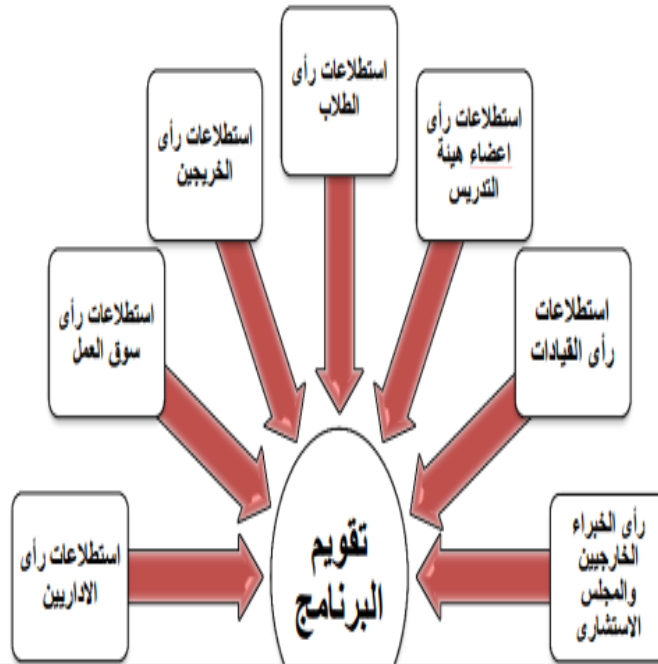 استطلاعات رأى
الطلاب
استطلاعات رأى
اعضاء هيئة
التدريس
استطلاعات رأى
الخريجين
استطلاعات
رأى القيادات
استطلاعات رأى
سوق العمل
رأى الخبراء
الخارجيين
والمجلس
الاستشارى
استطلاعات رأى
الاداريين
تقويم
البرنامج